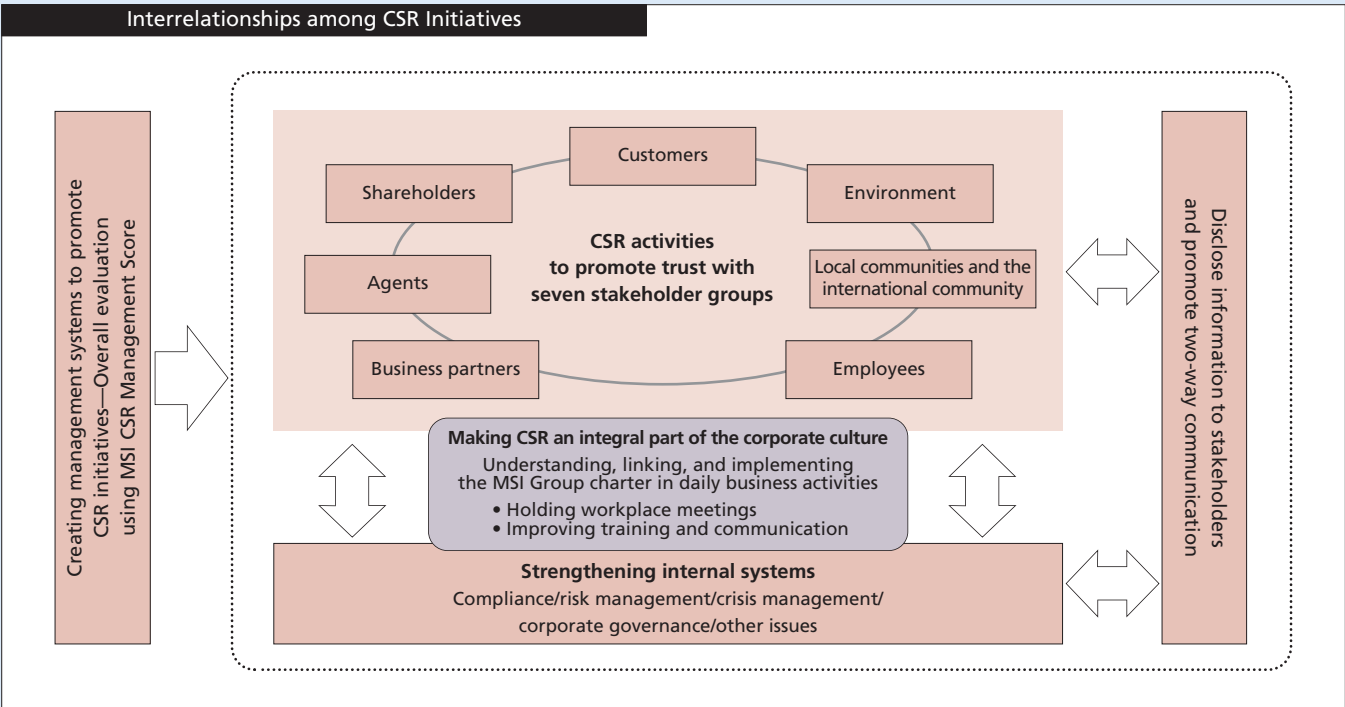 Interrelationships among CSR Initiatives
Creating management systems to promote
CSR initiatives—Overall evaluation
using MSI CSR Management Score
Customers
Shareholders
Environment
CSR activities
to promote trust with
seven stakeholder groups
Agents
Local communities and the
international community
Business partners
Employees
Making CSR an integral part of the corporate culture
Understanding, linking, and implementing
the MSI Group charter in daily business activities
• Holding workplace meetings
• Improving training and communication
Strengthening internal systems
Compliance/risk management/crisis management/
corporate governance/other issues
Disclose information to stakeholders
and promote two-way communication